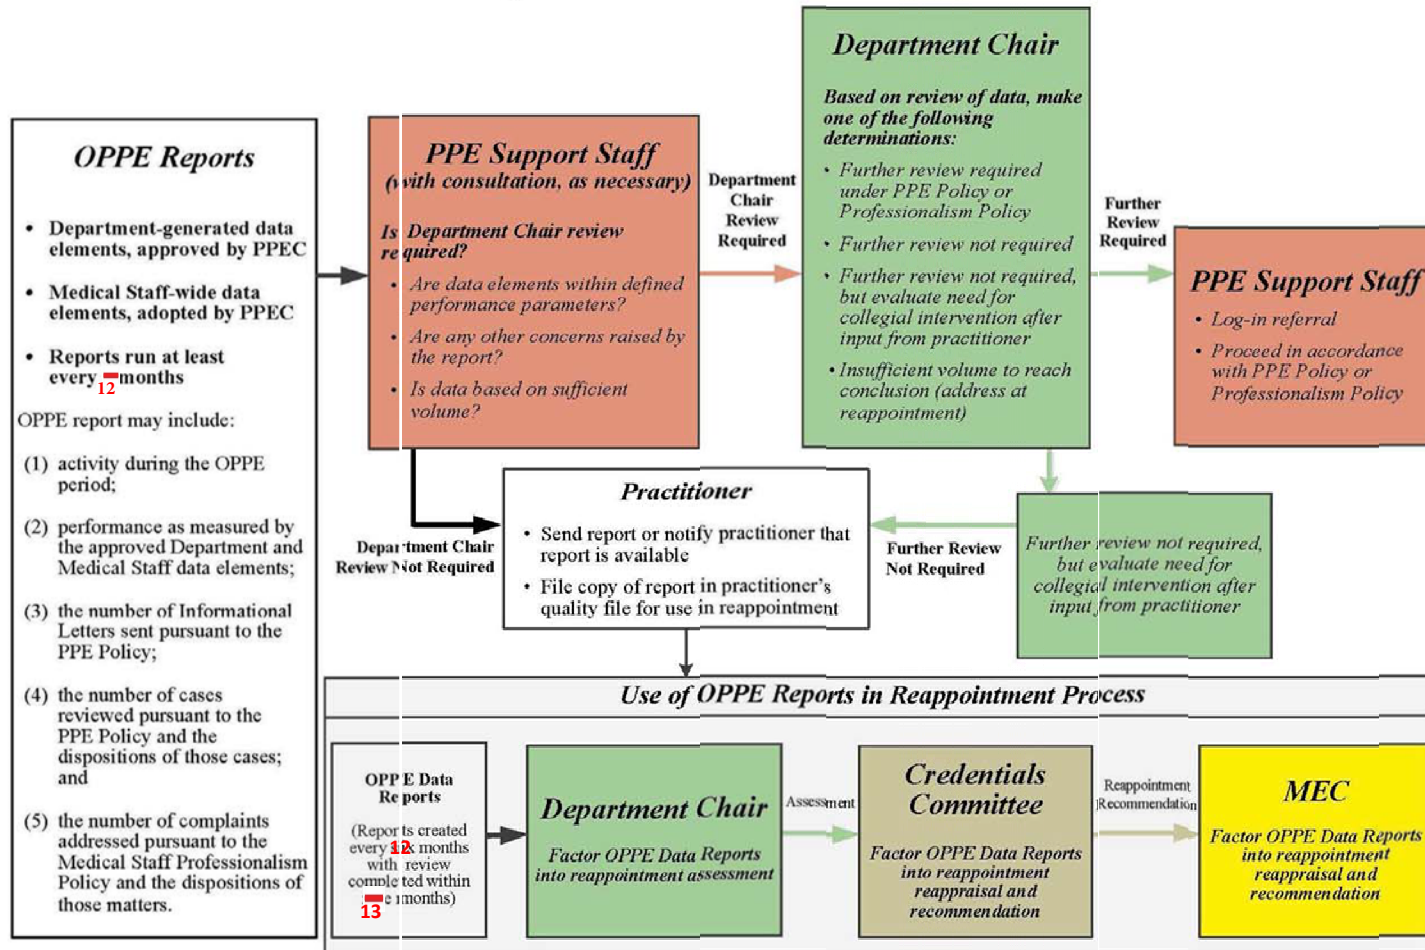 OPPE Reports
• Department-generated data
elements, approved by PPEC
• Medical Staff-wide data
elements, adopted by PPEC
• Reports run at least
every months
12
OPPE report may include:
(1) activity during the OPPE
period;
(2) performance as measured by
the approved Department and
Medical Staff data elements;
(3) the number of Informational
Letters sent pursuant to the
PPE Policy;
(4) the number of cases
reviewed pursuant to the
PPE Policy and the
dispositions of those cases;
and
(5) the number of complaints
addressed pursuant to the
Medical Staff Professionalism
Policy and the dispositions of
those matters.
PPE Support Staff
(with consultation, as necessary)
Is Department Chair review
required?
• Are data elements within defined
performance parameters?
• Are any other concerns raised by
the report?
• Is data based on sufficient
volume?
Department
Chair
Review
Required
Department Chair
Based on review of data, make
one of the following
determinations:
• Further review required
under PPE Policy or
Professionalism Policy
• Further review not required
• Further review not required,
but evaluate need for
collegial intervention after
input from practitioner
• Insufficient volume to reach
conclusion (address at
reappointment)
Further
Review
Required
PPE Support Staff
• Log-in referral
• Proceed in accordance
with PPE Policy or
Professionalism Policy
Department Chair
Review Not Required
Practitioner
• Send report or notify practitioner that
report is available
• File copy of report in practitioner's
quality file for use in reappointment
Further Review
Not Required
Further review not required,
but evaluate need for
collegial intervention after
input from practitioner
Use of OPPE Reports in Reappointment Process
OPPE Data
Reports
(Reports created
every 12 months
with review
completed within
months)
13
Department Chair
Factor OPPE Data Reports
into reappointment assessment
Assessment
Credentials
Committee
Factor OPPE Data Reports
into reappointment
reappraisal and
recommendation
Reappointment
Recommendation
MEC
Factor OPPE Data Reports
into reappointment
reappraisal and
recommendation